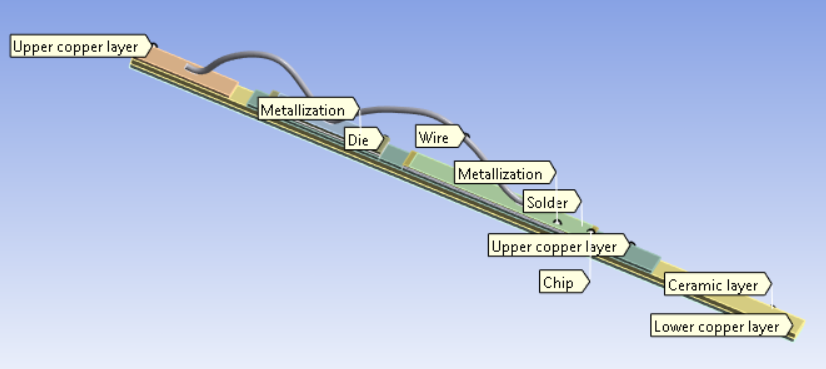 Upper copper layer
Metallization
Die
Wire
Metallization
Solder
Upper copper layer
Chip
Ceramic layer
Lower copper layer